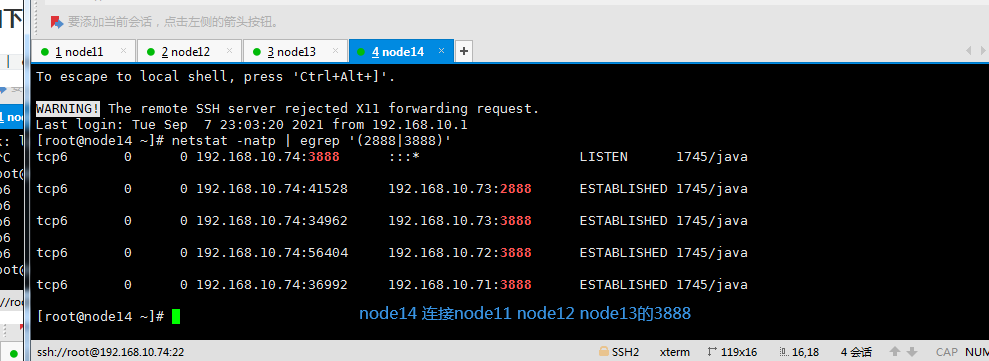 要添加当前会话，点击左侧的箭头按钮。
1 node11 × 2 node12 × 3 node13 × 4 node14 × +
To escape to local shell, press 'Ctrl+Alt+]'.
WARNING! The remote SSH server rejected X11 forwarding request.
Last login: Tue Sep  7 23:03:20 2021 from 192.168.10.1
[root@node14 ~]# netstat -natp | egrep '(2888|3888)'
tcp6       0      0 192.168.10.74:3888      :::*                    LISTEN      1745/java
tcp6       0      0 192.168.10.74:41528     192.168.10.73:2888      ESTABLISHED 1745/java
tcp6       0      0 192.168.10.74:34962     192.168.10.73:3888      ESTABLISHED 1745/java
tcp6       0      0 192.168.10.74:56404     192.168.10.72:3888      ESTABLISHED 1745/java
tcp6       0      0 192.168.10.74:36992     192.168.10.71:3888      ESTABLISHED 1745/java
[root@node14 ~]#
node14 连接node11 node12 node13的3888
ssh://root@192.168.10.74:22 SSH2 xterm 119x16 16,18 4 会话 CAP NUM